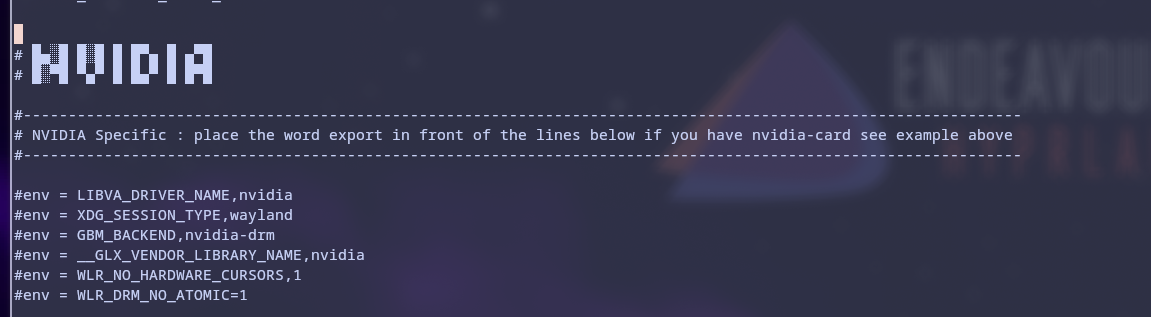 #
# NVIDIA
#
#---------------------------------------------------------------------------------------------------------------
# NVIDIA Specific : place the word export in front of the lines below if you have nvidia-card see example above
#---------------------------------------------------------------------------------------------------------------
#env = LIBVA_DRIVER_NAME,nvidia
#env = XDG_SESSION_TYPE,wayland
#env = GBM_BACKEND,nvidia-drm
#env = __GLX_VENDOR_LIBRARY_NAME,nvidia
#env = WLR_NO_HARDWARE_CURSORS,1
#env = WLR_DRM_NO_ATOMIC=1
ENDEAVOU